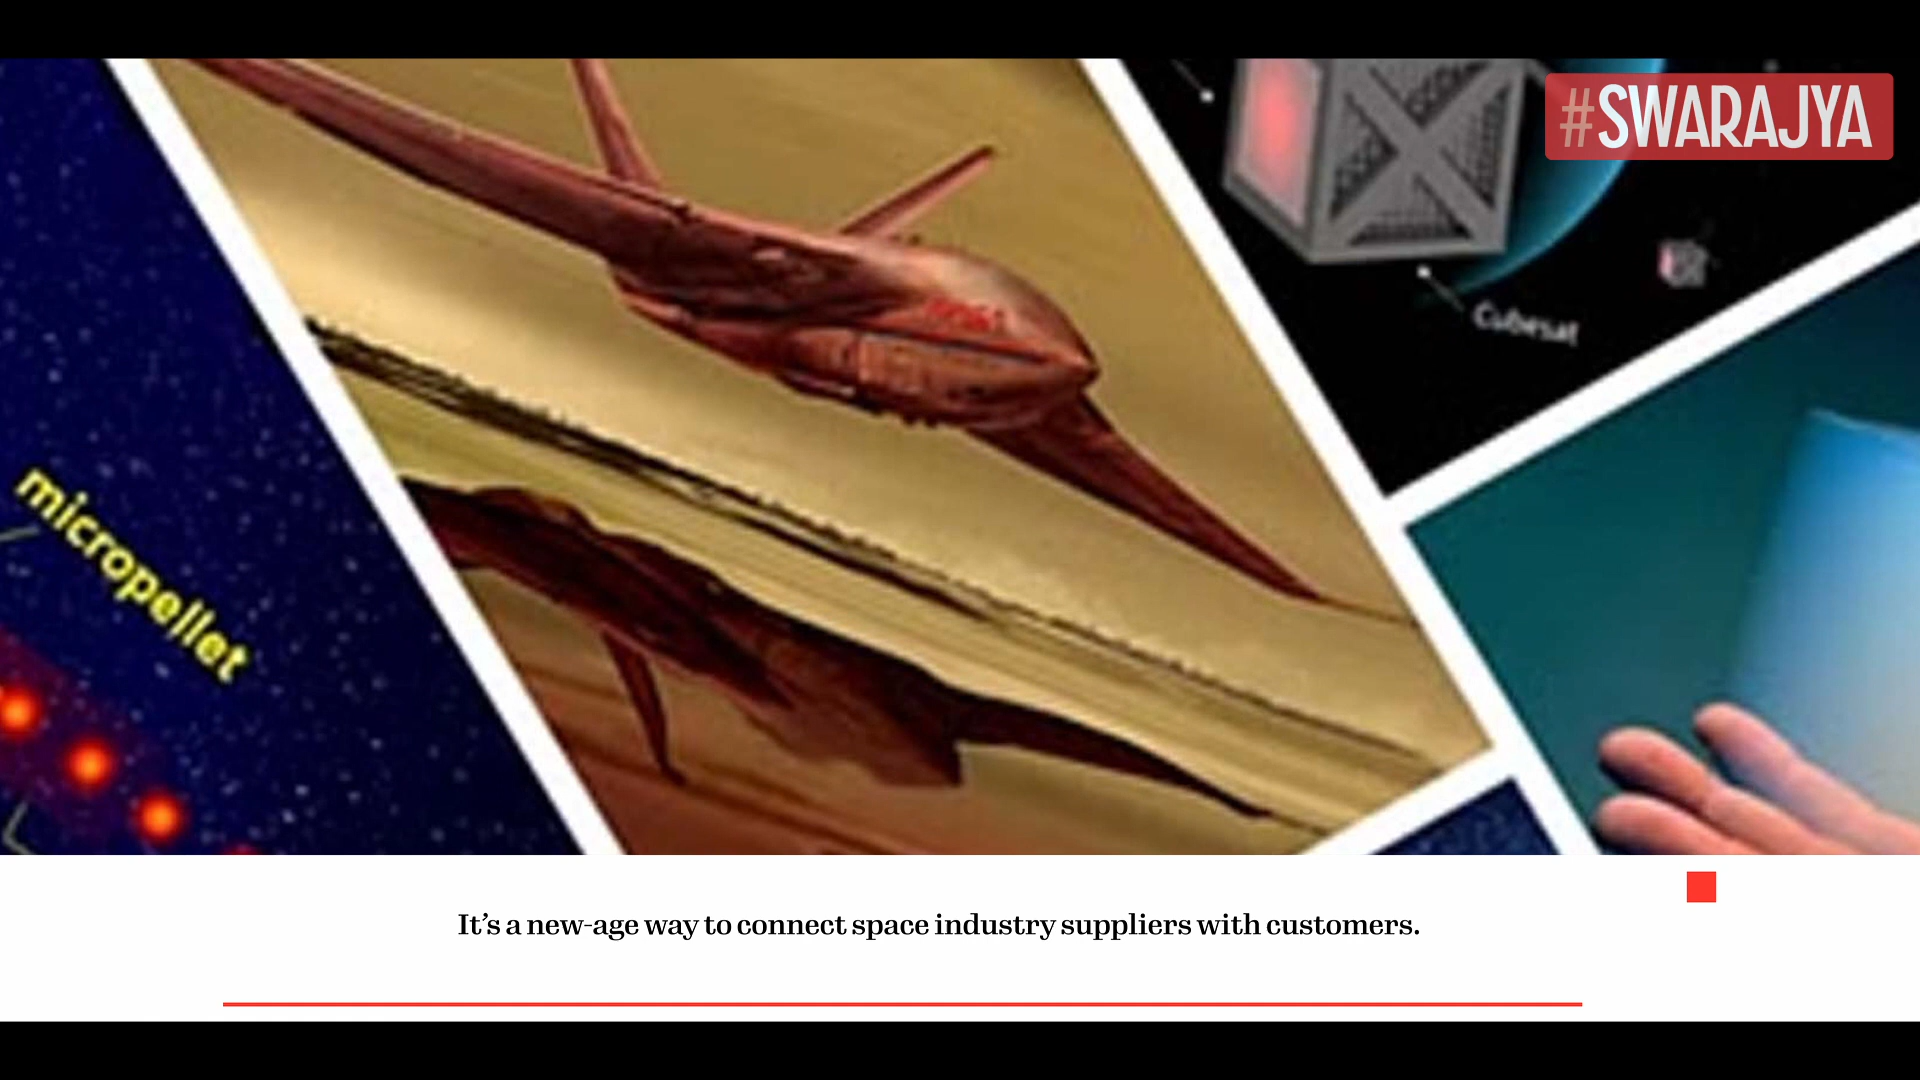 #SWARAJYA
Cubesat
micropellet
It's a new-age way to connect space industry suppliers with customers.